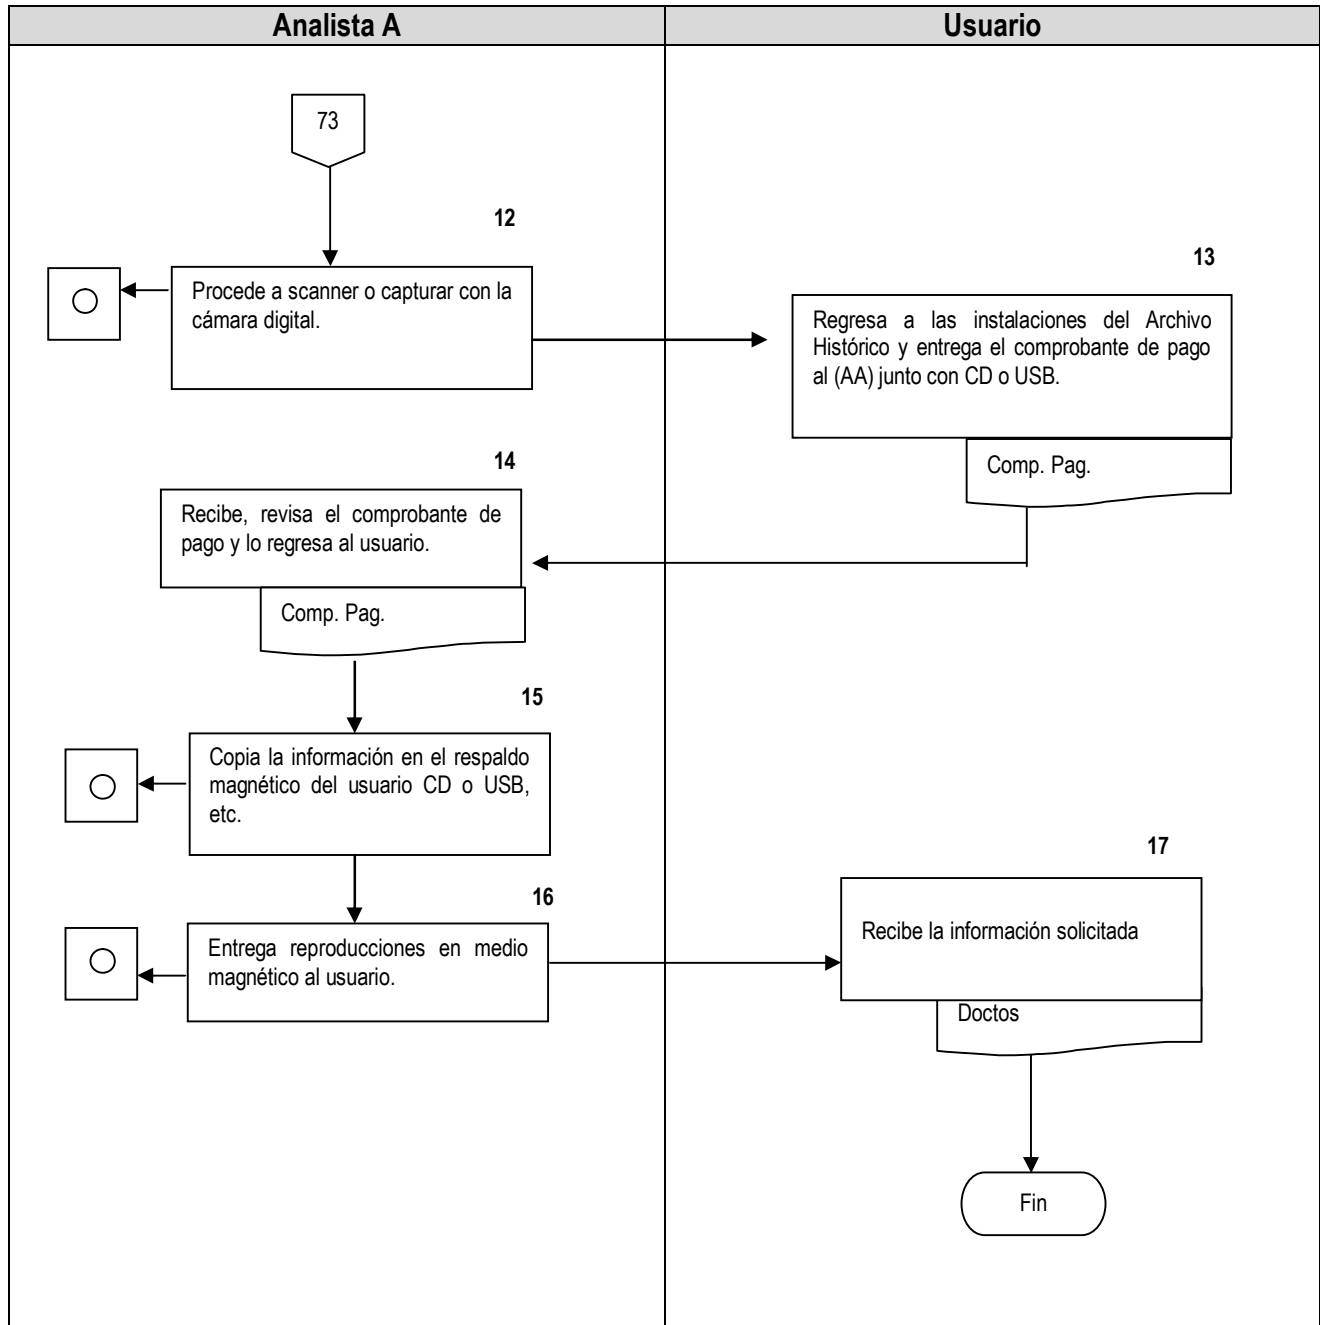 Analista A
Usuario
73
12
Procede a scanner o capturar con la
cámara digital.
13
Regresa a las instalaciones del Archivo
Histórico y entrega el comprobante de pago
al (AA) junto con CD o USB.
Comp. Pag.
14
Recibe, revisa el comprobante de
pago y lo regresa al usuario.
Comp. Pag.
15
Copia la información en el respaldo
magnético del usuario CD o USB,
etc.
16
Entrega reproducciones en medio
magnético al usuario.
17
Recibe la información solicitada
Doctos
Fin